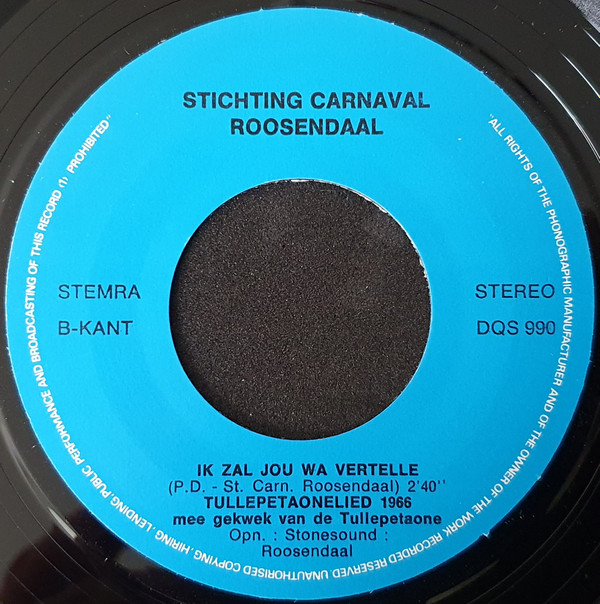 STICHTING CARNAVAL
ROOSENDAAL
STEMRA
STEREO
B-KANT
DQS 990
IK ZAL JOU WA VERTELLE
(P.D. - St. Carn. Roosendaal) 2'40''
TULLEPETAONELIED 1966
mee gekwek van de Tullepetaone
Opn. : Stonesound :
Roosendaal
"ALL RIGHTS OF THE PHONOGRAPHIC MANUFACTURER AND OF THE OWNER OF THE WORK RECORDED RESERVED. UNAUTHORISED COPYING, HIRING, LENDING, PUBLIC PERFORMANCE AND BROADCASTING OF THIS RECORD (1) PROHIBITED"